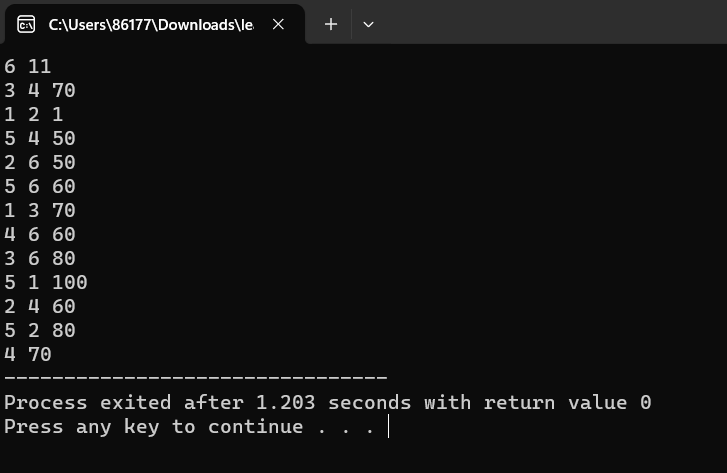 C:\Users\86177\Downloads\le
6 11
3 4 70
1 2 1
5 4 50
2 6 50
5 6 60
1 3 70
4 6 60
3 6 80
5 1 100
2 4 60
5 2 80
4 70
--------------------------------
Process exited after 1.203 seconds with return value 0
Press any key to continue . . .